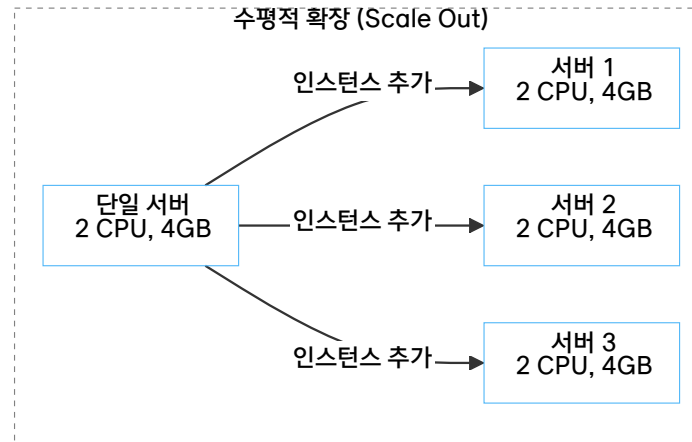 수평적 확장 (Scale Out)
인스턴스 추가
서버 1
2 CPU, 4GB
단일 서버
2 CPU, 4GB
인스턴스 추가
서버 2
2 CPU, 4GB
인스턴스 추가
서버 3
2 CPU, 4GB